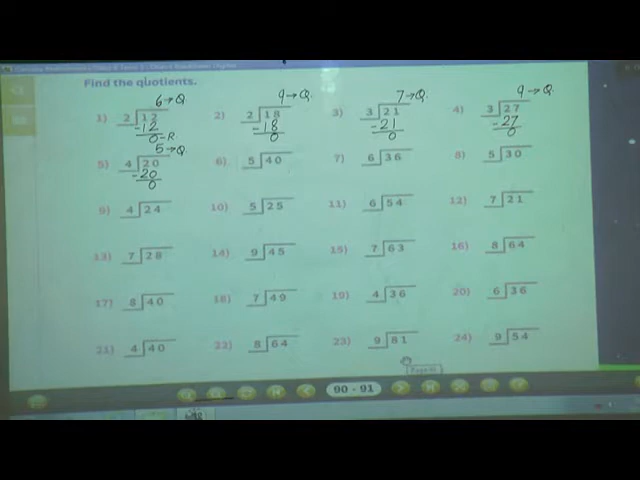 Find the quotients.
6→Q 9→Q 7→Q 9→Q
1) 2 12 2) 2 18 3) 3 21 4) 3 27
-12 -18 -21 -27
0-R 0 0 0
5→Q
5) 4 20 6) 5 40 7) 6 36 8) 5 30
-20
0
9) 4 24 10) 5 25 11) 6 54 12) 7 21
13) 7 28 14) 9 45 15) 7 63 16) 8 64
17) 8 40 18) 7 49 19) 4 36 20) 6 36
21) 4 40 22) 8 64 23) 9 81 24) 9 54
90 - 91